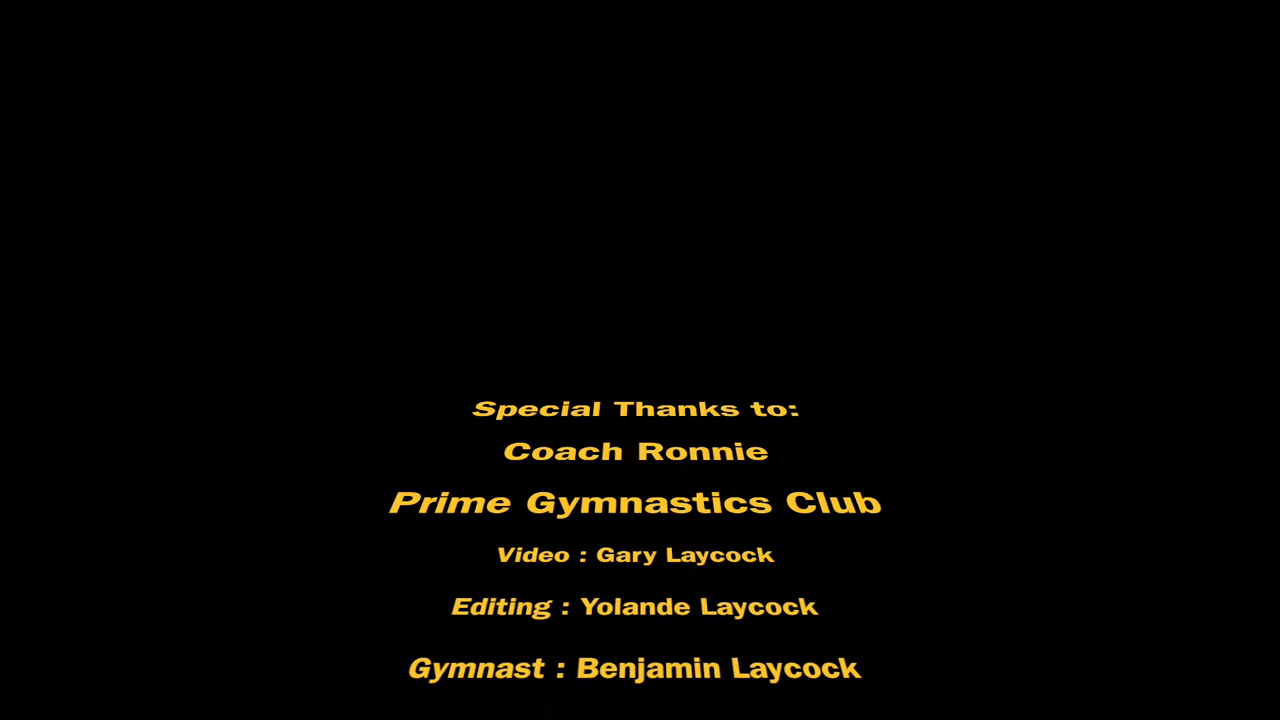 Special Thanks to:
Coach Ronnie
Prime Gymnastics Club
Video : Gary Laycock
Editing : Yolande Laycock
Gymnast : Benjamin Laycock